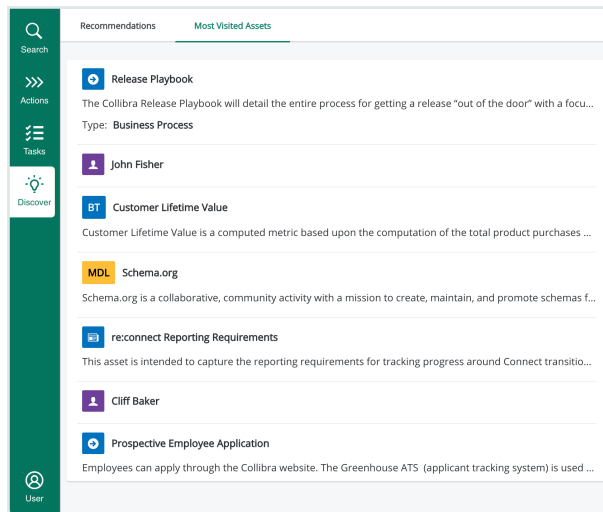 Search
Actions
Tasks
Discover
User
Recommendations Most Visited Assets
Release Playbook
The Collibra Release Playbook will detail the entire process for getting a release “out of the door” with a focu...
Type: Business Process
John Fisher
BT Customer Lifetime Value
Customer Lifetime Value is a computed metric based upon the computation of the total product purchases ...
MDL Schema.org
Schema.org is a collaborative, community activity with a mission to create, maintain, and promote schemas f...
re:connect Reporting Requirements
This asset is intended to capture the reporting requirements for tracking progress around Connect transitio...
Cliff Baker
Prospective Employee Application
Employees can apply through the Collibra website. The Greenhouse ATS (applicant tracking system) is used ...